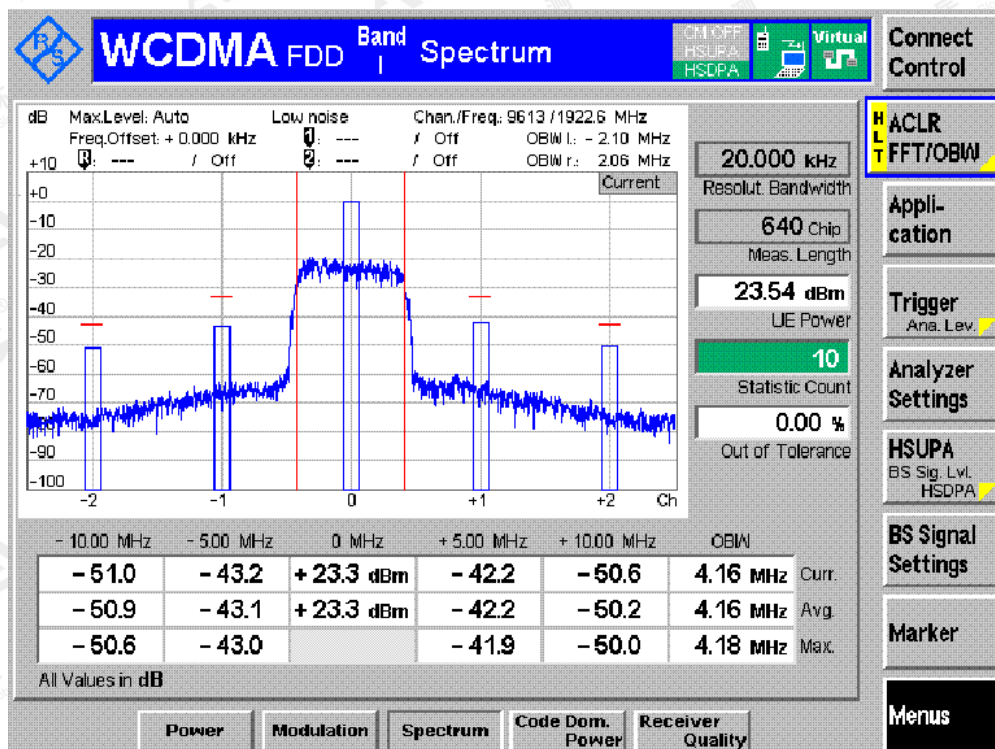 R&S
WCDMA FDD Band I Spectrum
CM OFF
HSUPA
HSDPA
Virtual
Connect Control
dB Max.Level: Auto Low noise Chan./Freq.: 9613 /1922.6 MHz
Freq.Offset: + 0.000 kHz 1: --- / Off OBW l.: - 2.10 MHz
+10 R: --- / Off 2: --- / Off OBW r.: 2.06 MHz
Current
+0
-10
-20
-30
-40
-50
-60
-70
-90
-100
-2 -1 0 +1 +2 Ch
20.000 kHz
Resolut. Bandwidth
640 Chip
Meas. Length
23.54 dBm
UE Power
10
Statistic Count
0.00 %
Out of Tolerance
- 10.00 MHz - 5.00 MHz 0 MHz + 5.00 MHz + 10.00 MHz OBW
- 51.0 - 43.2 + 23.3 dBm - 42.2 - 50.6 4.16 MHz Curr.
- 50.9 - 43.1 + 23.3 dBm - 42.2 - 50.2 4.16 MHz Avg.
- 50.6 - 43.0 - 41.9 - 50.0 4.18 MHz Max.
All Values in dB
HLT
ACLR
FFT/OBW
Appli-
cation
Trigger
Ana. Lev.
Analyzer
Settings
HSUPA
BS Sig. Lvl.
HSDPA
BS Signal
Settings
Marker
Menus
Power
Modulation
Spectrum
Code Dom.
Power
Receiver
Quality